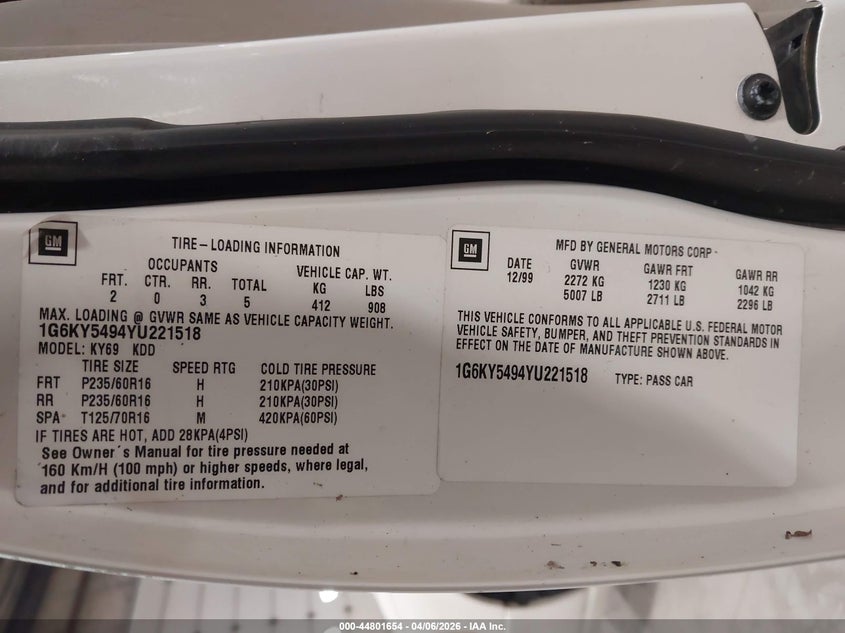 GM
TIRE-LOADING INFORMATION
OCCUPANTS VEHICLE CAP. WT.
FRT. CTR. RR. TOTAL KG LBS
2 0 3 5 412 908
MAX. LOADING @ GVWR SAME AS VEHICLE CAPACITY WEIGHT.
1G6KY5494YU221518
MODEL: KY69 KDD
TIRE SIZE SPEED RTG COLD TIRE PRESSURE
FRT P235/60R16 H 210KPA(30PSI)
RR P235/60R16 H 210KPA(30PSI)
SPA T125/70R16 M 420KPA(60PSI)
IF TIRES ARE HOT, ADD 28KPA(4PSI)
See Owner's Manual for tire pressure needed at
160 Km/H (100 mph) or higher speeds, where legal,
and for additional tire information.
GM
MFD BY GENERAL MOTORS CORP
DATE GVWR GAWR FRT GAWR RR
12/99 2272 KG 1230 KG 1042 KG
5007 LB 2711 LB 2296 LB
THIS VEHICLE CONFORMS TO ALL APPLICABLE U.S. FEDERAL MOTOR
VEHICLE SAFETY, BUMPER, AND THEFT PREVENTION STANDARDS IN
EFFECT ON THE DATE OF MANUFACTURE SHOWN ABOVE.
1G6KY5494YU221518 TYPE: PASS CAR
000-44801654 - 04/06/2026 - IAA Inc.